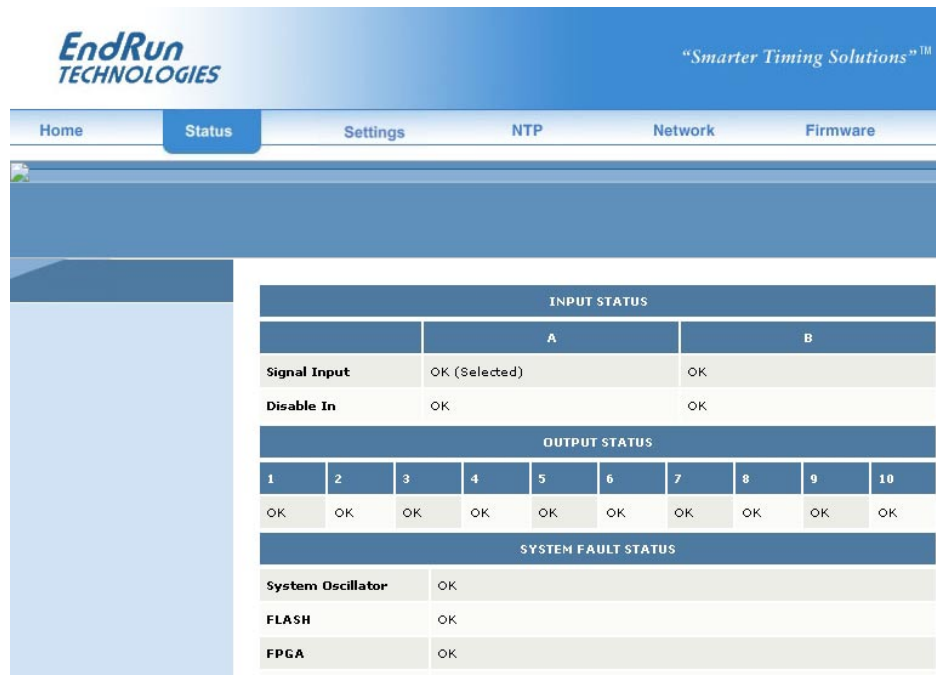 EndRun
TECHNOLOGIES
“Smarter Timing Solutions”™
Home Status Settings NTP Network Firmware
INPUT STATUS
A B
Signal Input OK (Selected) OK
Disable In OK OK
OUTPUT STATUS
1 2 3 4 5 6 7 8 9 10
OK OK OK OK OK OK OK OK OK OK
SYSTEM FAULT STATUS
System Oscillator OK
FLASH OK
FPGA OK